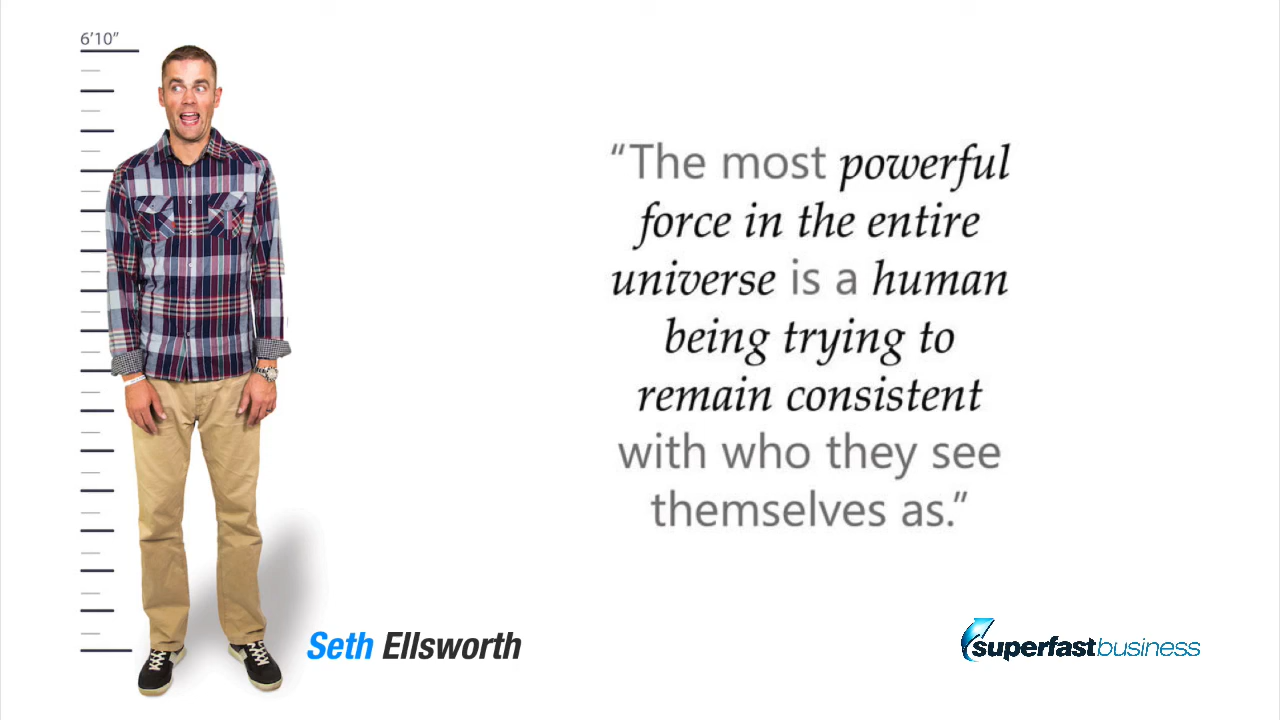 6’10”
“The most powerful
force in the entire
universe is a human
being trying to
remain consistent
with who they see
themselves as.”
Seth Ellsworth
superfastbusiness